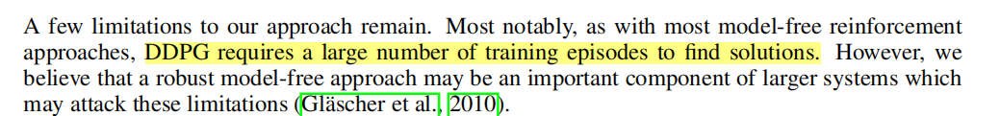 A few limitations to our approach remain. Most notably, as with most model-free reinforcement
approaches, DDPG requires a large number of training episodes to find solutions. However, we
believe that a robust model-free approach may be an important component of larger systems which
may attack these limitations (Gläscher et al., 2010).